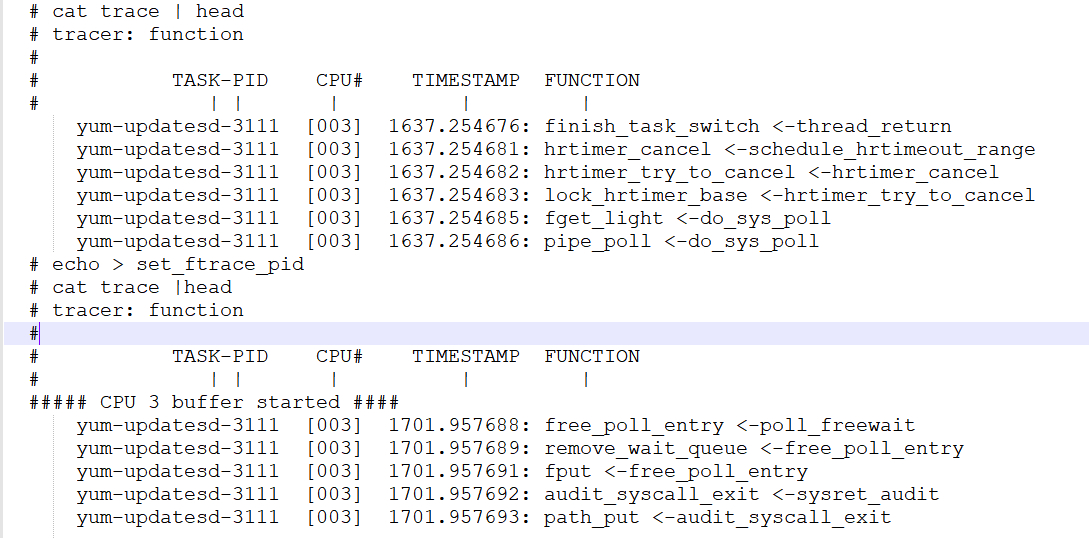 # cat trace | head
# tracer: function
#
#           TASK-PID    CPU#    TIMESTAMP  FUNCTION
#              | |       |          |         |
    yum-updatesd-3111  [003]  1637.254676: finish_task_switch <-thread_return
    yum-updatesd-3111  [003]  1637.254681: hrtimer_cancel <-schedule_hrtimeout_range
    yum-updatesd-3111  [003]  1637.254682: hrtimer_try_to_cancel <-hrtimer_cancel
    yum-updatesd-3111  [003]  1637.254683: lock_hrtimer_base <-hrtimer_try_to_cancel
    yum-updatesd-3111  [003]  1637.254685: fget_light <-do_sys_poll
    yum-updatesd-3111  [003]  1637.254686: pipe_poll <-do_sys_poll
# echo > set_ftrace_pid
# cat trace |head
# tracer: function
#
#           TASK-PID    CPU#    TIMESTAMP  FUNCTION
#              | |       |          |         |
##### CPU 3 buffer started ####
    yum-updatesd-3111  [003]  1701.957688: free_poll_entry <-poll_freewait
    yum-updatesd-3111  [003]  1701.957689: remove_wait_queue <-free_poll_entry
    yum-updatesd-3111  [003]  1701.957691: fput <-free_poll_entry
    yum-updatesd-3111  [003]  1701.957692: audit_syscall_exit <-sysret_audit
    yum-updatesd-3111  [003]  1701.957693: path_put <-audit_syscall_exit